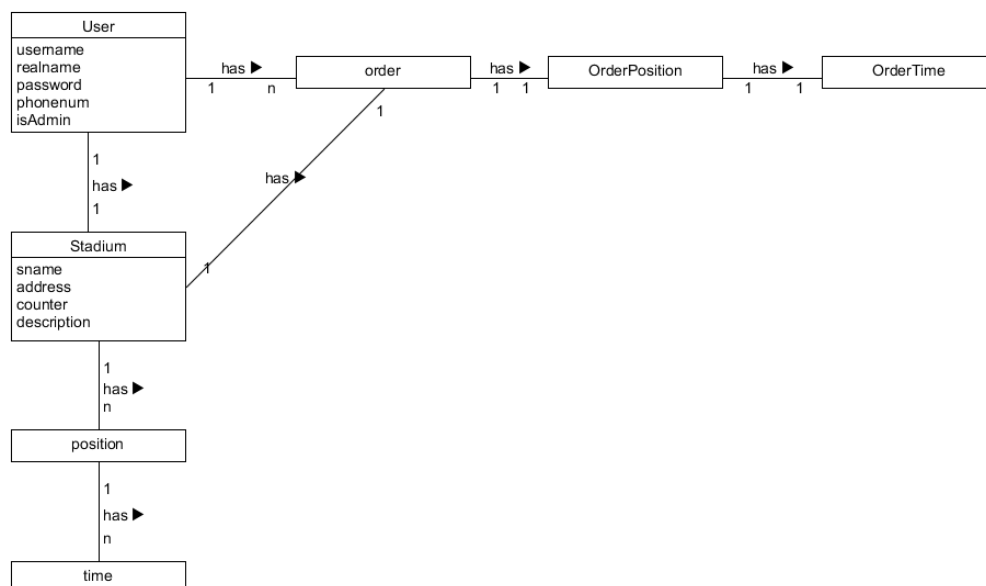 User
username
realname
password
phonenum
isAdmin
has ▶
1 n
order
has ▶
1 1
OrderPosition
has ▶
1 1
OrderTime
1
has ▶
1
1
has ▶
1
Stadium
sname
address
counter
description
1
has ▶
n
position
1
has ▶
n
time